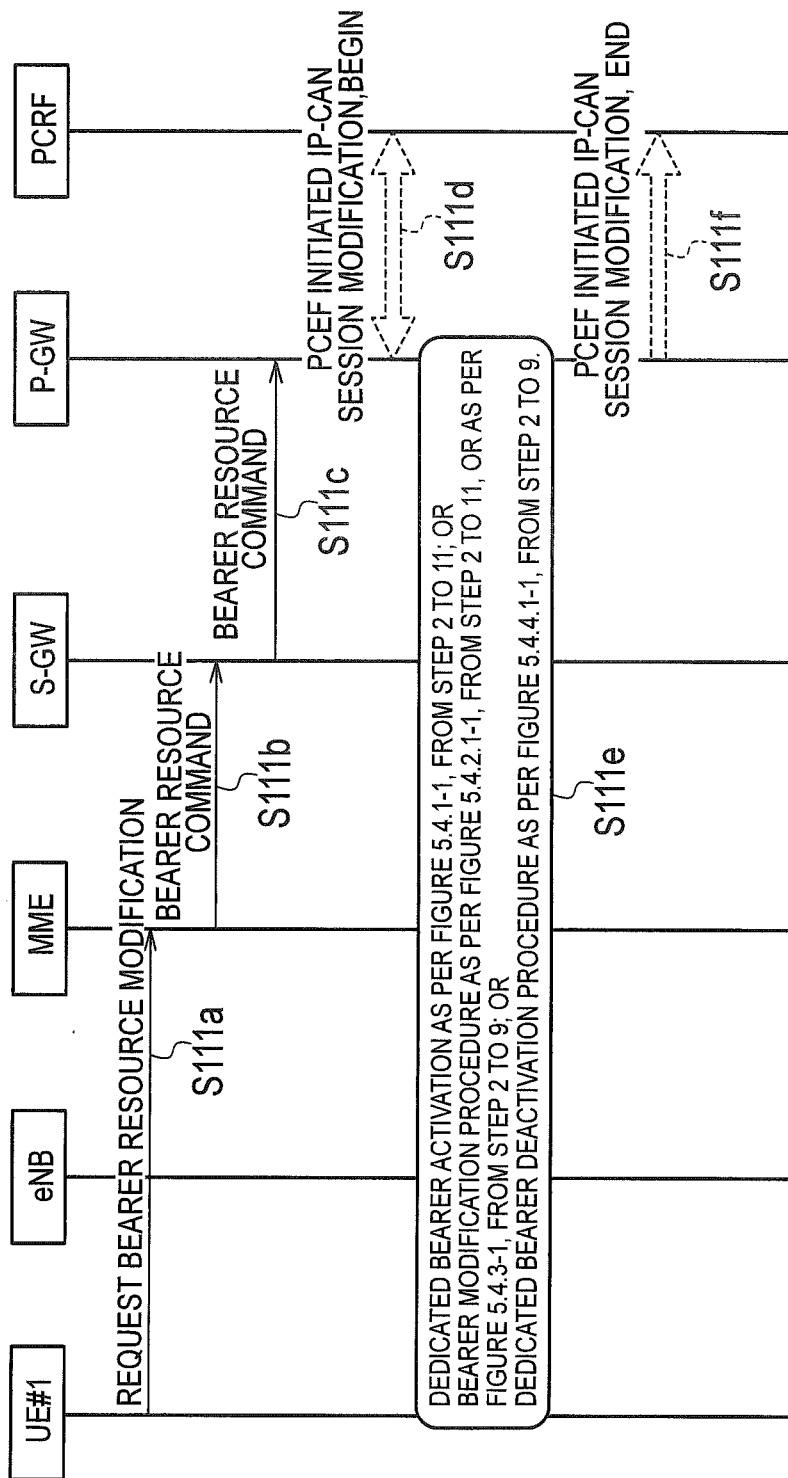 UE#1
eNB
MME
S-GW
P-GW
PCRF
REQUEST BEARER RESOURCE MODIFICATION
S111a
BEARER RESOURCE
COMMAND
S111b
BEARER RESOURCE
COMMAND
S111c
PCEF INITIATED IP-CAN
SESSION MODIFICATION,BEGIN
S111d
DEDICATED BEARER ACTIVATION AS PER FIGURE 5.4.1-1, FROM STEP 2 TO 11; OR
BEARER MODIFICATION PROCEDURE AS PER FIGURE 5.4.2.1-1, FROM STEP 2 TO 11, OR AS PER
FIGURE 5.4.3-1, FROM STEP 2 TO 9; OR
DEDICATED BEARER DEACTIVATION PROCEDURE AS PER FIGURE 5.4.4.1-1, FROM STEP 2 TO 9.
S111e
PCEF INITIATED IP-CAN
SESSION MODIFICATION, END
S111f